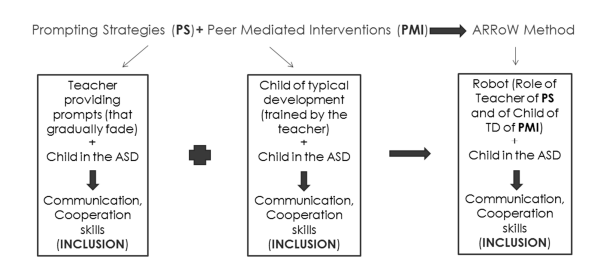 Prompting Strategies (PS)+ Peer Mediated Interventions (PMI) ARRoW Method
Teacher
providing
prompts (that
gradually fade)
+
Child in the ASD
Communication,
Cooperation
skills
(INCLUSION)
Child of typical
development
(trained by the
teacher)
+
Child in the ASD
Communication,
Cooperation
skills
(INCLUSION)
Robot (Role of
Teacher of PS
and of Child of
TD of PMI)
+
Child in the ASD
Communication,
Cooperation
skills
(INCLUSION)